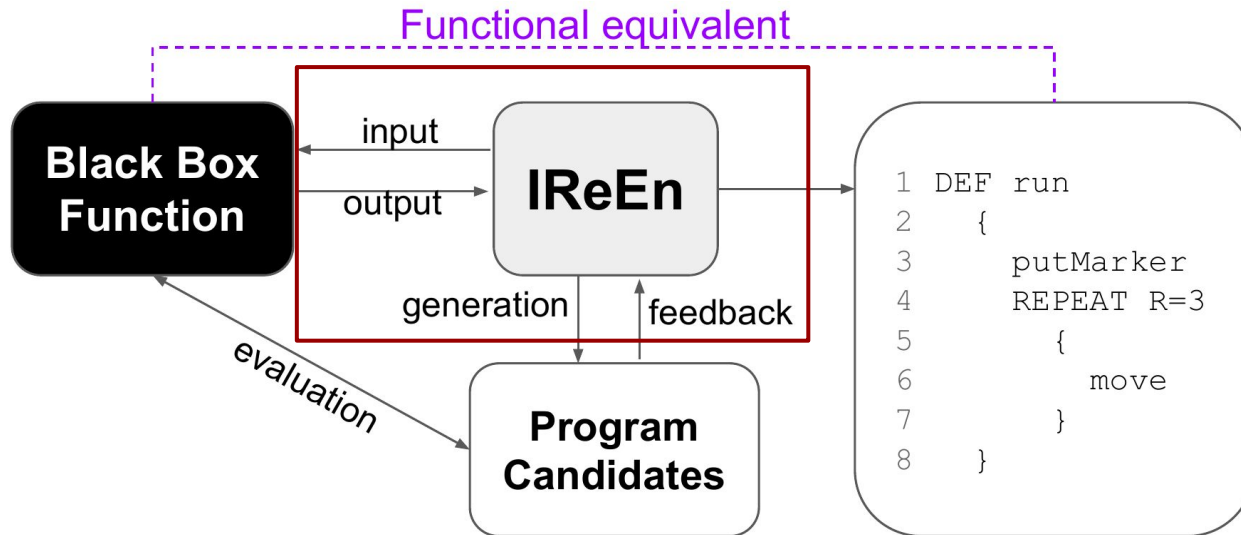 Functional equivalent
Black Box
Function
input
output
IReEn
generation
feedback
evaluation
Program
Candidates
1 DEF run
2 {
3 putMarker
4 REPEAT R=3
5 {
6 move
7 }
8 }